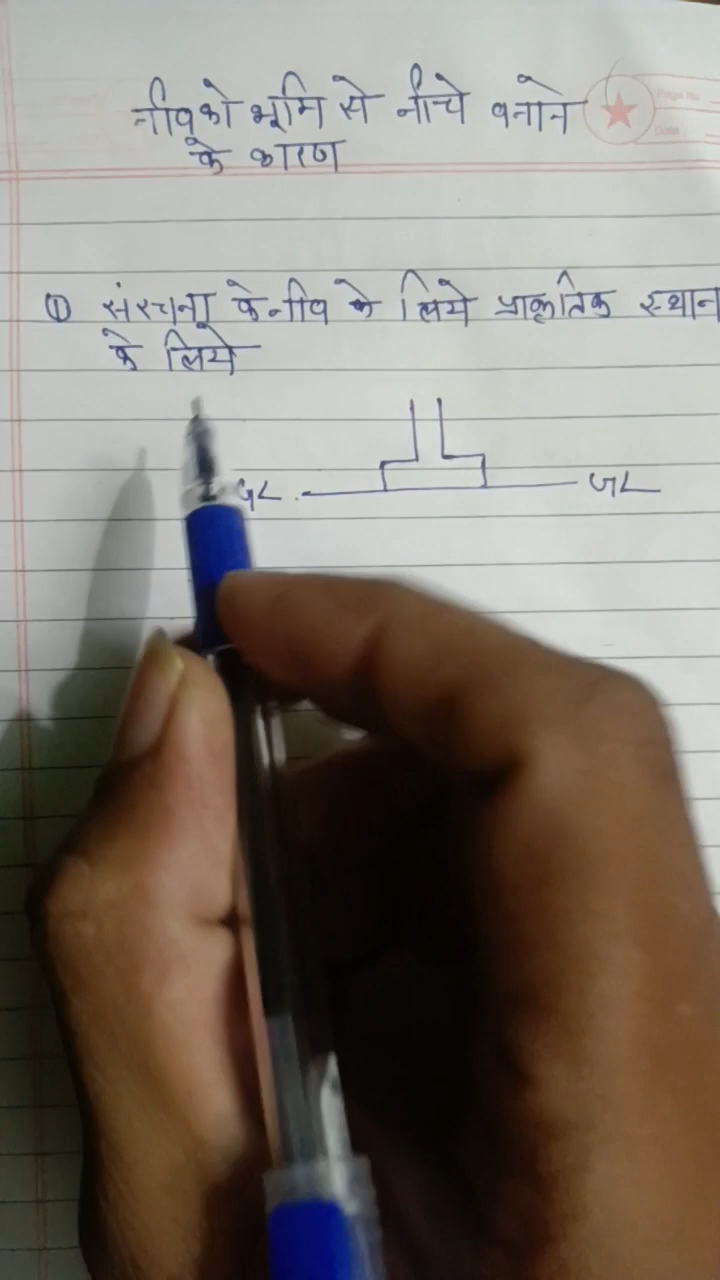 नीव को भूमि से नीचे बनाने
के कारण
① संरचना के नीव के लिये प्राकृतिक स्थान
के लिये
GL GL